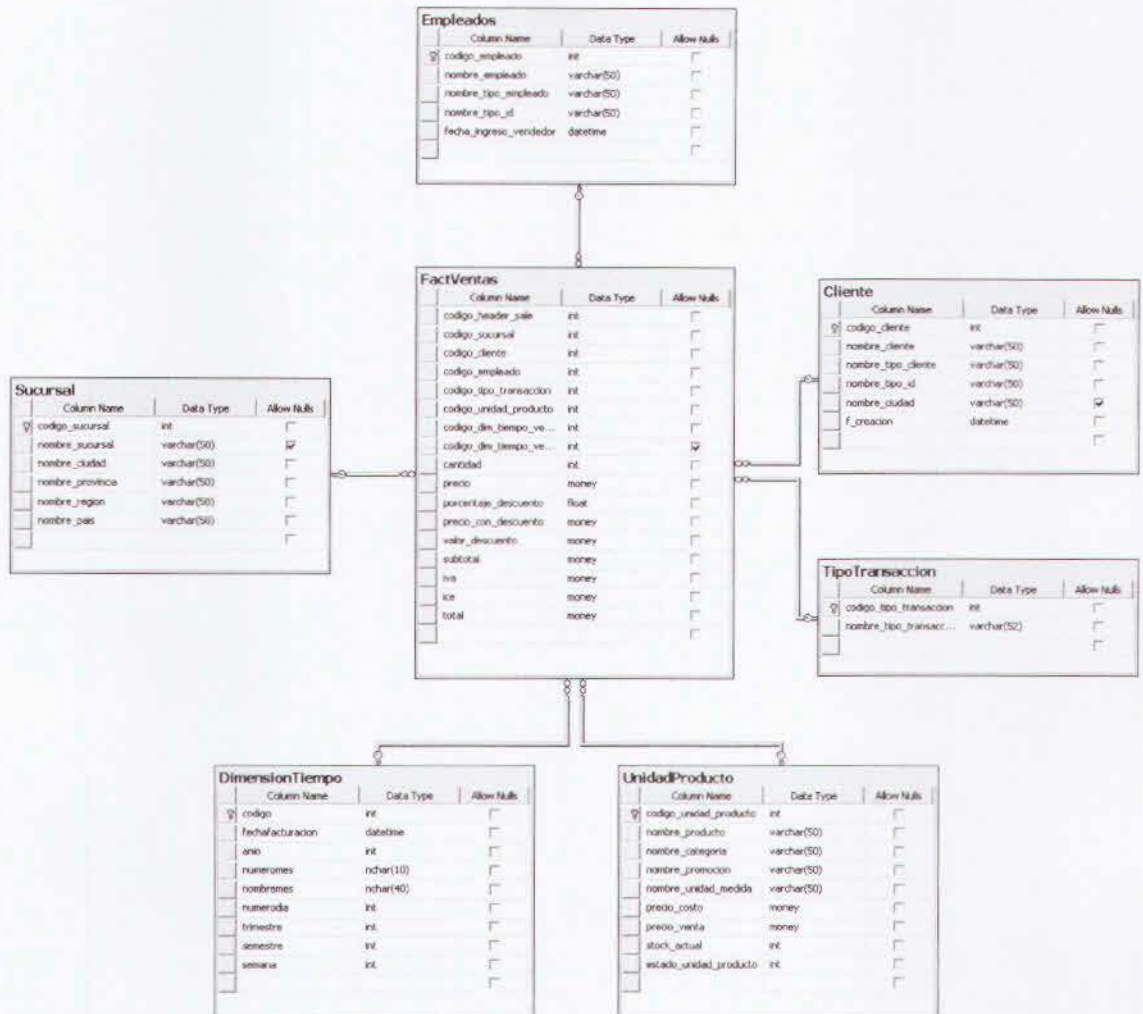 Empleados
Column Name Data Type Allow Nulls
codigo_empleado int
nombre_empleado varchar(50)
nombre_tipo_empleado varchar(50)
nombre_tipo_id varchar(50)
fecha_ingreso_vendedor datetime
FactVentas
Column Name Data Type Allow Nulls
codigo_header_sale int
codigo_sucursal int
codigo_cliente int
codigo_empleado int
codigo_tipo_transaccion int
codigo_unidad_producto int
codigo_dim_tiempo_ve... int
codigo_dim_tiempo_ve... int
cantidad int
precio money
porcentaje_descuento float
precio_con_descuento money
valor_descuento money
subtotal money
iva money
ice money
total money
Cliente
Column Name Data Type Allow Nulls
codigo_cliente int
nombre_cliente varchar(50)
nombre_tipo_cliente varchar(50)
nombre_tipo_id varchar(50)
nombre_ciudad varchar(50)
f_creacion datetime
Sucursal
Column Name Data Type Allow Nulls
codigo_sucursal int
nombre_sucursal varchar(50)
nombre_ciudad varchar(50)
nombre_provincia varchar(50)
nombre_region varchar(50)
nombre_pais varchar(50)
TipoTransaccion
Column Name Data Type Allow Nulls
codigo_tipo_transaccion int
nombre_tipo_transacc... varchar(52)
DimensionTiempo
Column Name Data Type Allow Nulls
codigo int
fechafacturacion datetime
anio int
numeromes nchar(10)
nombremes nchar(40)
numerodia int
trimestre int
semestre int
semana int
UnidadProducto
Column Name Data Type Allow Nulls
codigo_unidad_producto int
nombre_producto varchar(50)
nombre_categoria varchar(50)
nombre_promocion varchar(50)
nombre_unidad_medida varchar(50)
precio_costo money
precio_venta money
stock_actual int
estado_unidad_producto int